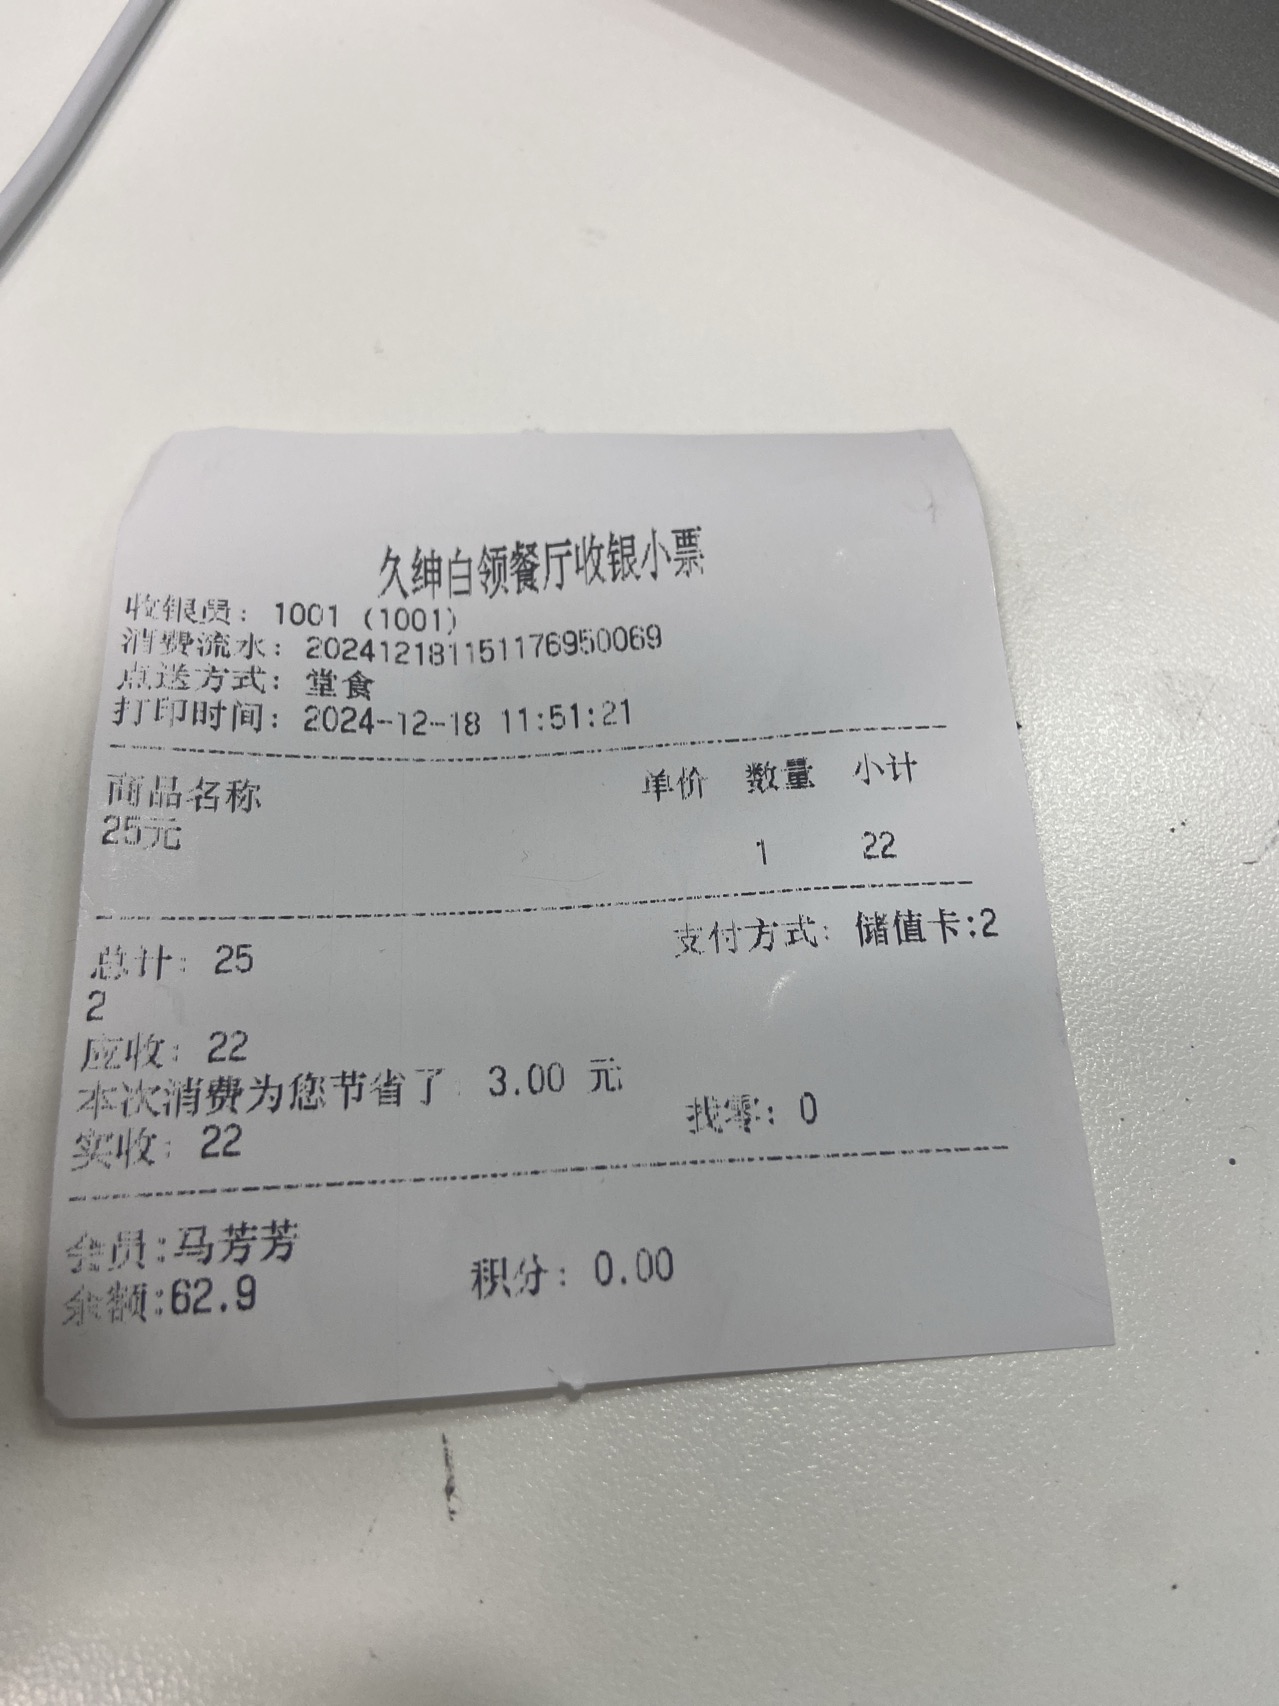 久绅白领餐厅收银小票
收银员: 1001 (1001)
消费流水: 2024121811151176950069
点送方式: 堂食
打印时间: 2024-12-18 11:51:21
商品名称 单价 数量 小计
25元
1 22
总计: 25 支付方式: 储值卡:2
2
应收: 22
本次消费为您节省了 3.00 元
实收: 22 找零: 0
会员:马芳芳
余额:62.9 积分: 0.00